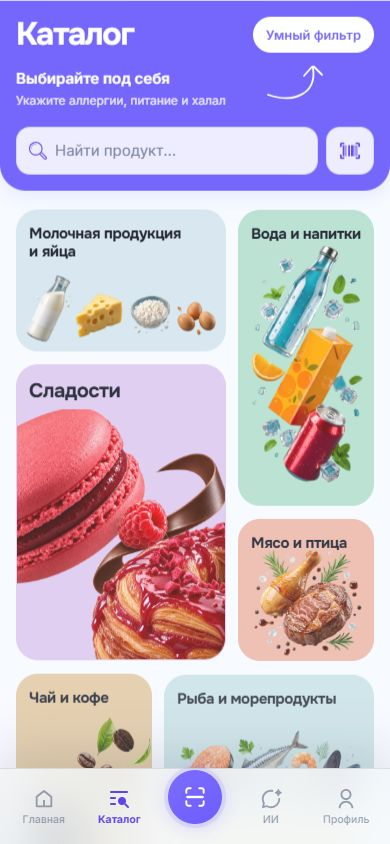 Каталог
Умный фильтр
Выбирайте под себя
Укажите аллергии, питание и халал
Найти продукт...
Молочная продукция
и яйца
Вода и напитки
Сладости
Мясо и птица
Чай и кофе
Рыба и морепродукты
Главная
Каталог
ИИ
Профиль